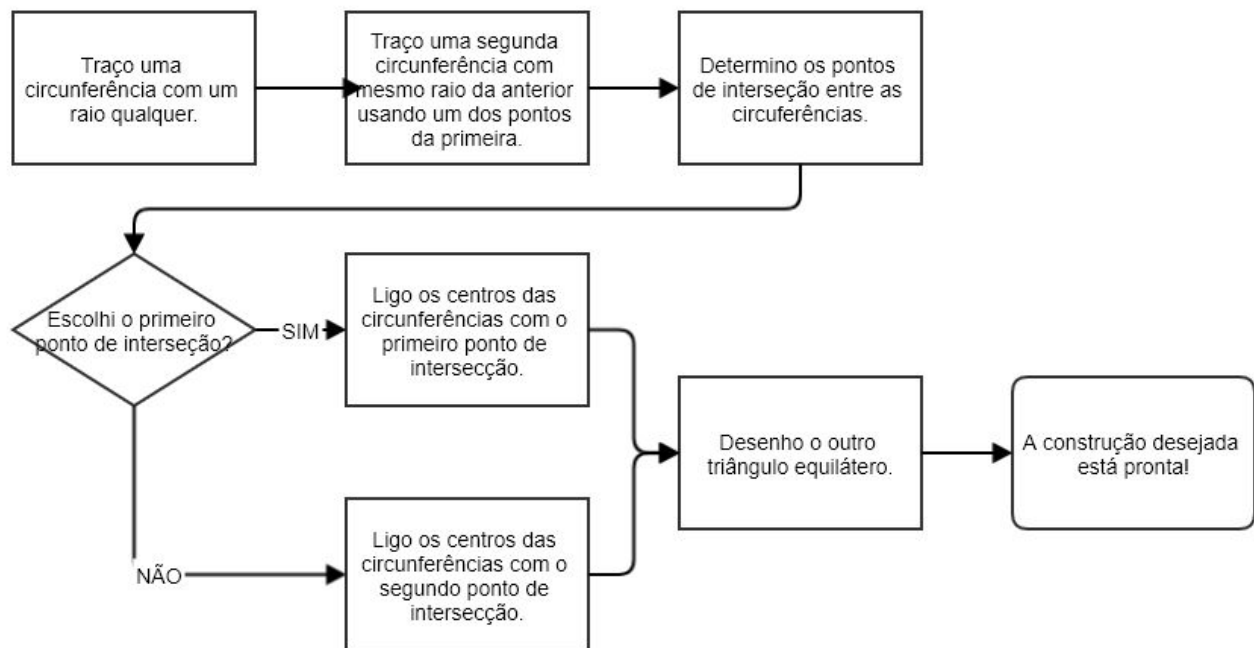 Traço uma
circunferência com um
raio qualquer.
Traço uma segunda
circunferência com
mesmo raio da anterior
usando um dos pontos
da primeira.
Determino os pontos
de interseção entre as
circuferências.
Escolhi o primeiro
ponto de interseção?
SIM
Ligo os centros das
circunferências com o
primeiro ponto de
intersecção.
NÃO
Ligo os centros das
circunferências com o
segundo ponto de
intersecção.
Desenho o outro
triângulo equilátero.
A construção desejada
está pronta!